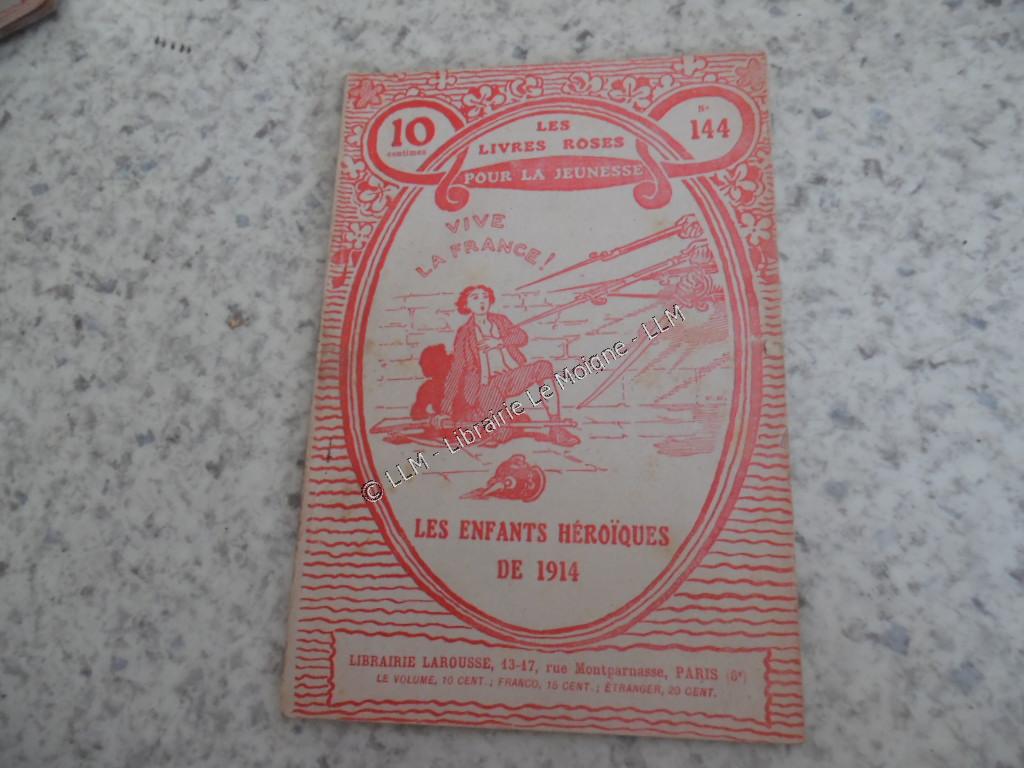 10
centimes
LES
LIVRES ROSES
POUR LA JEUNESSE
N°
144
VIVE
LA FRANCE!
© LLM - Librairie Le Moigne - LLM
LES ENFANTS HÉROÏQUES
DE 1914
LIBRAIRIE LAROUSSE, 13-17, rue Montparnasse, PARIS (6e)
LE VOLUME, 10 CENT.; FRANCO, 15 CENT.; ÉTRANGER, 20 CENT.